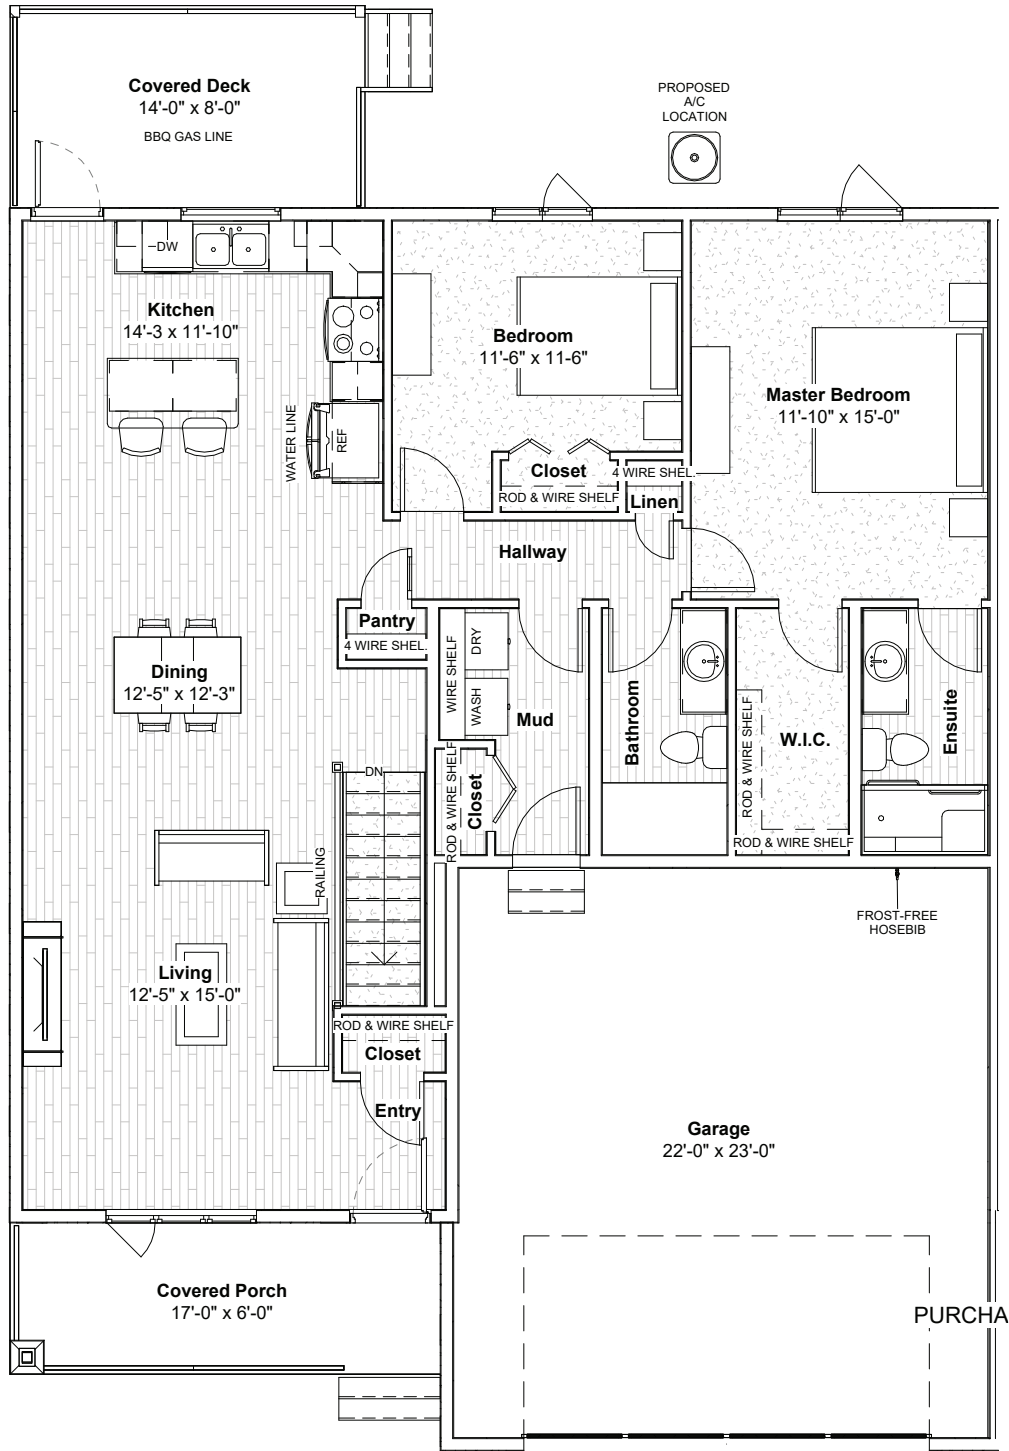 Covered Deck
14'-0" x 8'-0"
BBQ GAS LINE
PROPOSED
A/C
LOCATION
DW
Kitchen
14'-3 x 11'-10"
WATER LINE
REF
Bedroom
11'-6" x 11-6"
Master Bedroom
11'-10" x 15'-0"
Closet
ROD & WIRE SHELF
4 WIRE SHEL.
Linen
Hallway
Pantry
4 WIRE SHEL.
Dining
12'-5" x 12'-3"
WIRE SHELF
DRY
WASH
Mud
Bathroom
ROD & WIRE SHELF
W.I.C.
ROD & WIRE SHELF
Ensuite
DN
ROD & WIRE SHELF
Closet
RAILING
FROST-FREE
HOSEBIB
Living
12'-5" x 15'-0"
ROD & WIRE SHELF
Closet
Entry
Garage
22'-0" x 23'-0"
Covered Porch
17'-0" x 6'-0"
PURCHA